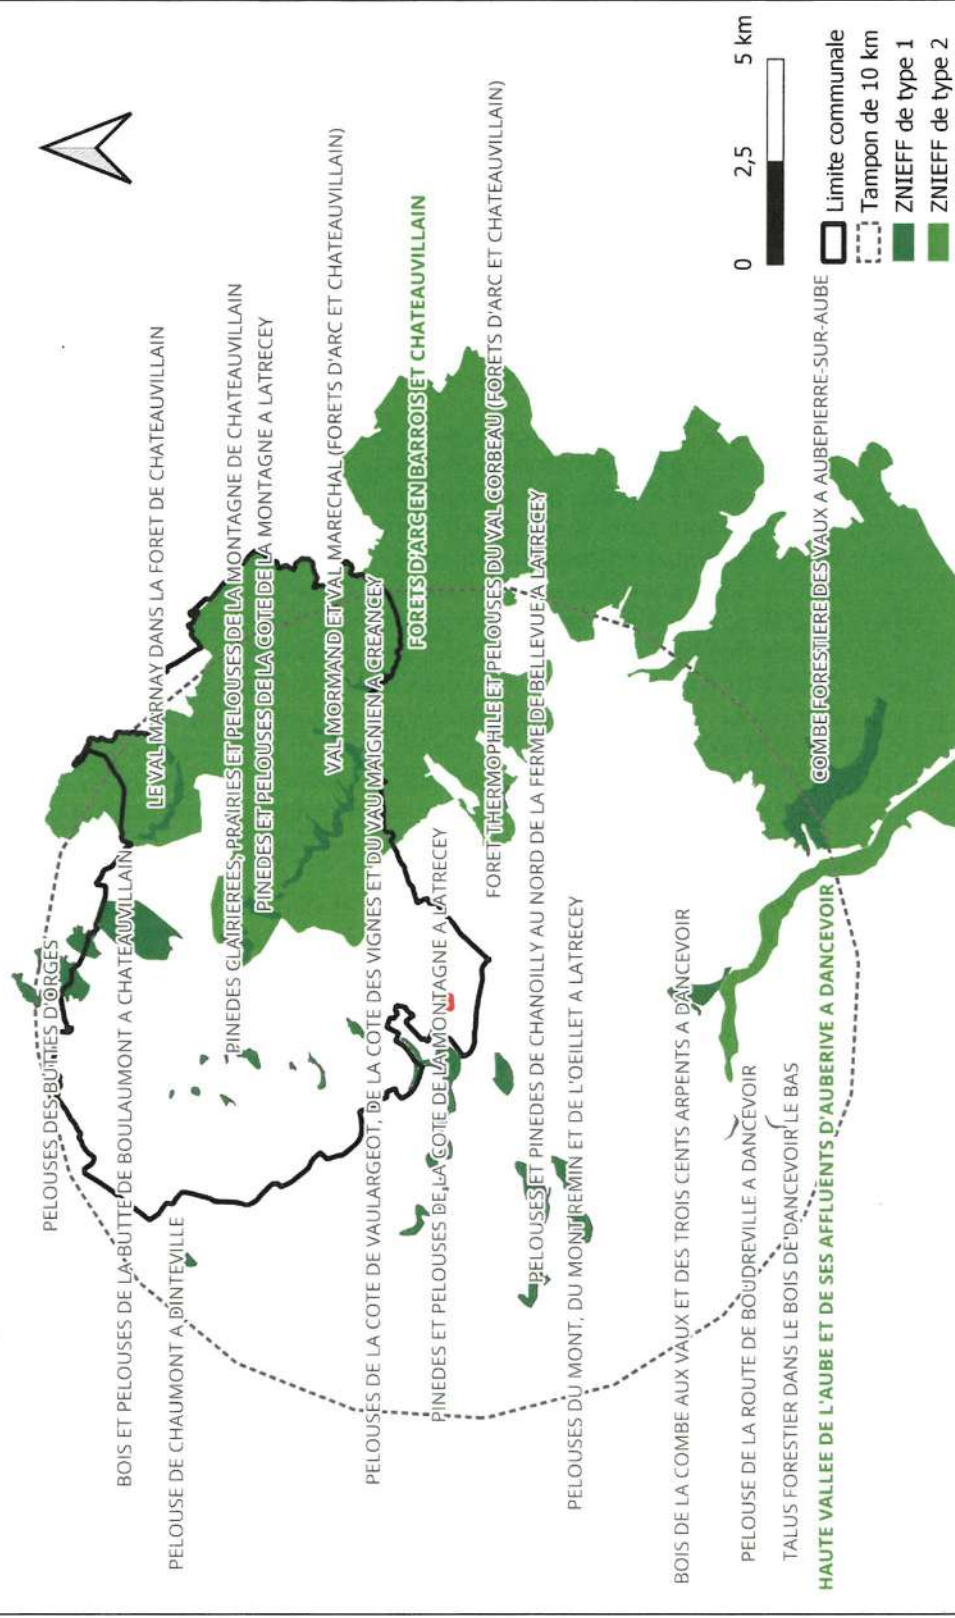 PELOUSES DES BUTTES D'ORGES
BOIS ET PELOUSES DE LA BUTTE DE BOULAUMONT A CHATEAUVILLAIN
LE VAL MARNAY DANS LA FORET DE CHATEAUVILLAIN
PELOUSE DE CHAUMONT A DINTEVILLE
PINEDES CLAIRIEREES, PRAIRIES ET PELOUSES DE LA MONTAGNE DE CHATEAUVILLAIN
PINEDES ET PELOUSES DE LA COTE DE LA MONTAGNE A LATRECEY
VAL MORMAND ET VAL MARECHAL (FORETS D'ARC ET CHATEAUVILLAIN)
PELOUSES DE LA COTE DE VAULARGEOT, DE LA COTE DES VIGNES ET DU VAU MAIGNIEN A CREANCEY
FORETS D'ARC EN BARROIS ET CHATEAUVILLAIN
PINEDES ET PELOUSES DE LA COTE DE LA MONTAGNE A LATRECEY
FORET THERMOPHILE ET PELOUSES DU VAL CORBEAU (FORETS D'ARC ET CHATEAUVILLAIN)
PELOUSES ET PINEDES DE CHANOILLY AU NORD DE LA FERME DE BELLEVUE A LATRECEY
PELOUSES DU MONT, DU MONT REMIN ET DE L'OEILLET A LATRECEY
BOIS DE LA COMBE AUX VAUX ET DES TROIS CENTS ARPENTS A DANCEVOIR
PELOUSE DE LA ROUTE DE BOUDREVILLE A DANCEVOIR
TALUS FORESTIER DANS LE BOIS DE DANCEVOIR LE BAS
COMBE FORESTIERE DES VAUX A AUBEPIERRE-SUR-AUBE
HAUTE VALLEE DE L'AUBE ET DE SES AFFLUENTS D'AUBERIVE A DANCEVOIR
0 2,5 5 km
Limite communale
Tampon de 10 km
ZNIEFF de type 1
ZNIEFF de type 2